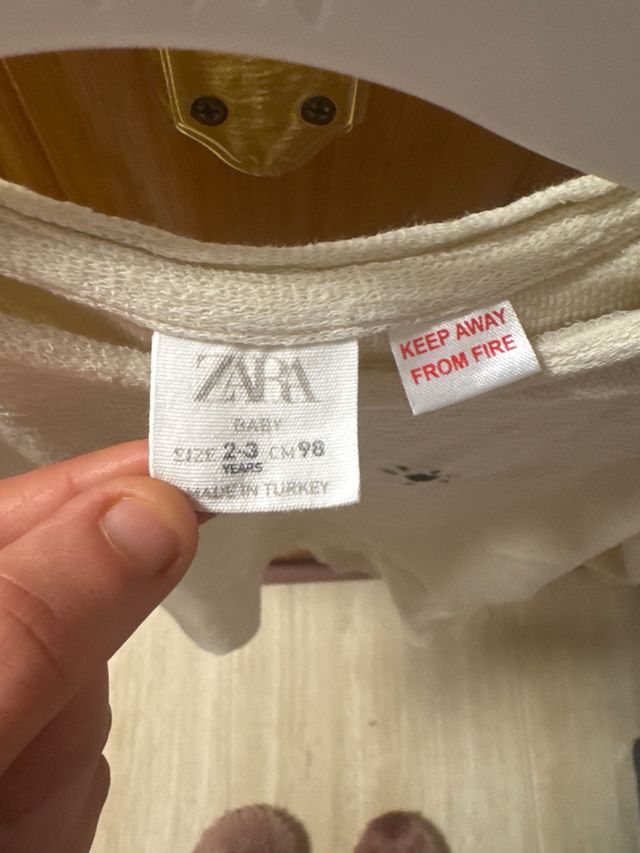 ZARA
BABY
SIZE 2-3 CM 98
YEARS
MADE IN TURKEY
KEEP AWAY
FROM FIRE